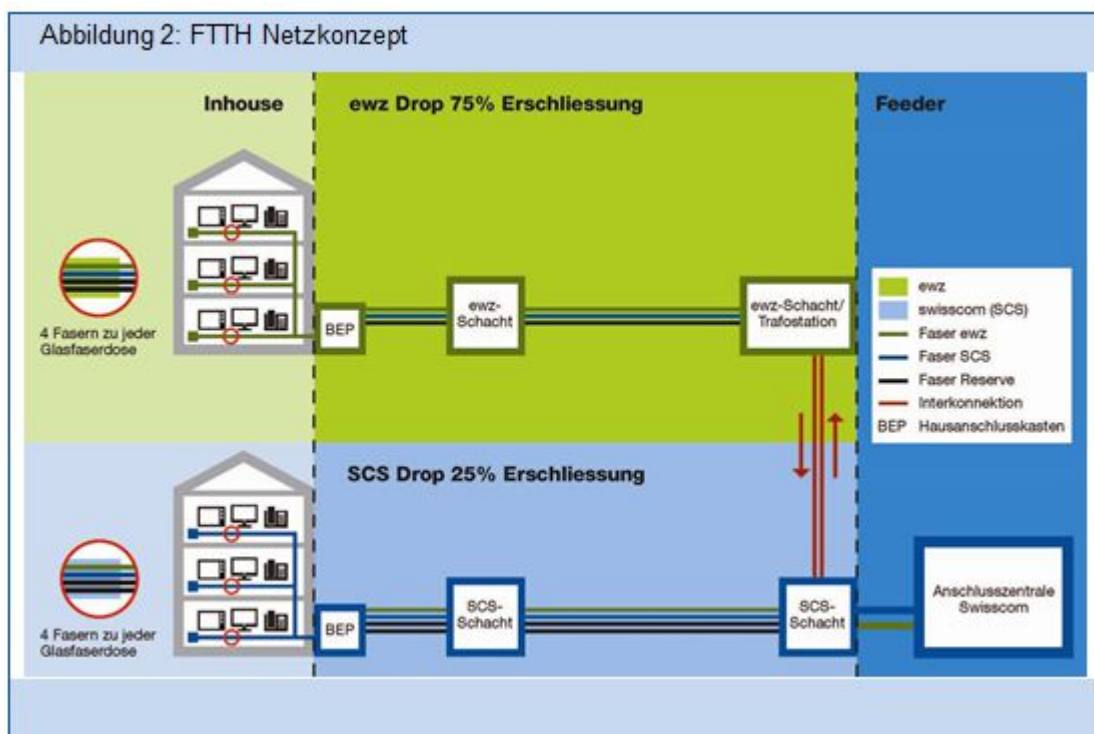 Abbildung 2: FTTH Netzkonzept
Inhouse
ewz Drop 75% Erschliessung
Feeder
4 Fasern zu jeder
Glasfaserdose
BEP
ewz-
Schacht
ewz-Schacht/
Trafostation
ewz
swisscom (SCS)
Faser ewz
Faser SCS
Faser Reserve
Interkonnektion
BEP Hausanschlusskasten
SCS Drop 25% Erschliessung
4 Fasern zu jeder
Glasfaserdose
BEP
SCS-
Schacht
SCS-
Schacht
Anschlusszentrale
Swisscom